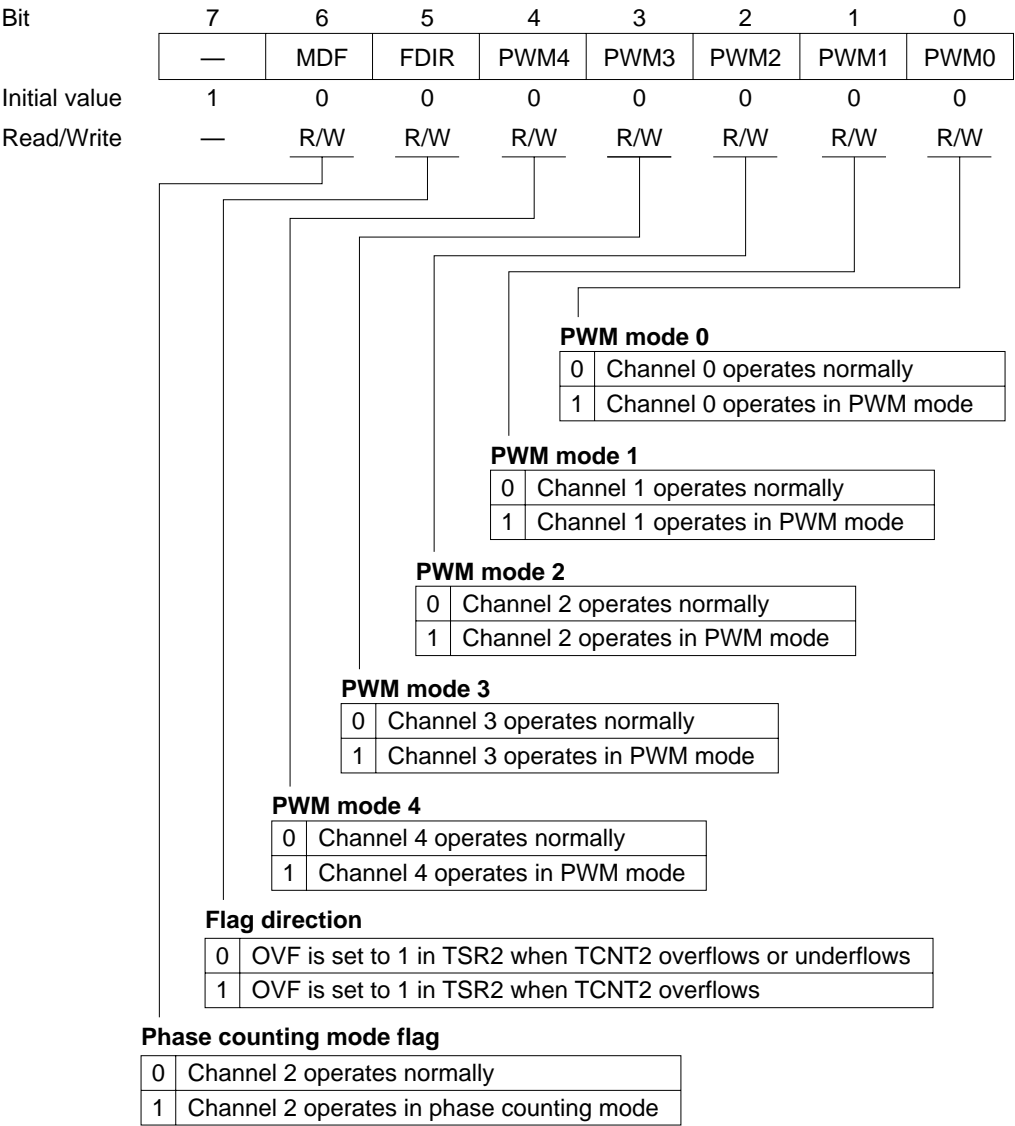 Bit 7 6 5 4 3 2 1 0
— MDF FDIR PWM4 PWM3 PWM2 PWM1 PWM0
Initial value 1 0 0 0 0 0 0 0
Read/Write — R/W R/W R/W R/W R/W R/W R/W
PWM mode 0
0 Channel 0 operates normally
1 Channel 0 operates in PWM mode
PWM mode 1
0 Channel 1 operates normally
1 Channel 1 operates in PWM mode
PWM mode 2
0 Channel 2 operates normally
1 Channel 2 operates in PWM mode
PWM mode 3
0 Channel 3 operates normally
1 Channel 3 operates in PWM mode
PWM mode 4
0 Channel 4 operates normally
1 Channel 4 operates in PWM mode
Flag direction
0 OVF is set to 1 in TSR2 when TCNT2 overflows or underflows
1 OVF is set to 1 in TSR2 when TCNT2 overflows
Phase counting mode flag
0 Channel 2 operates normally
1 Channel 2 operates in phase counting mode